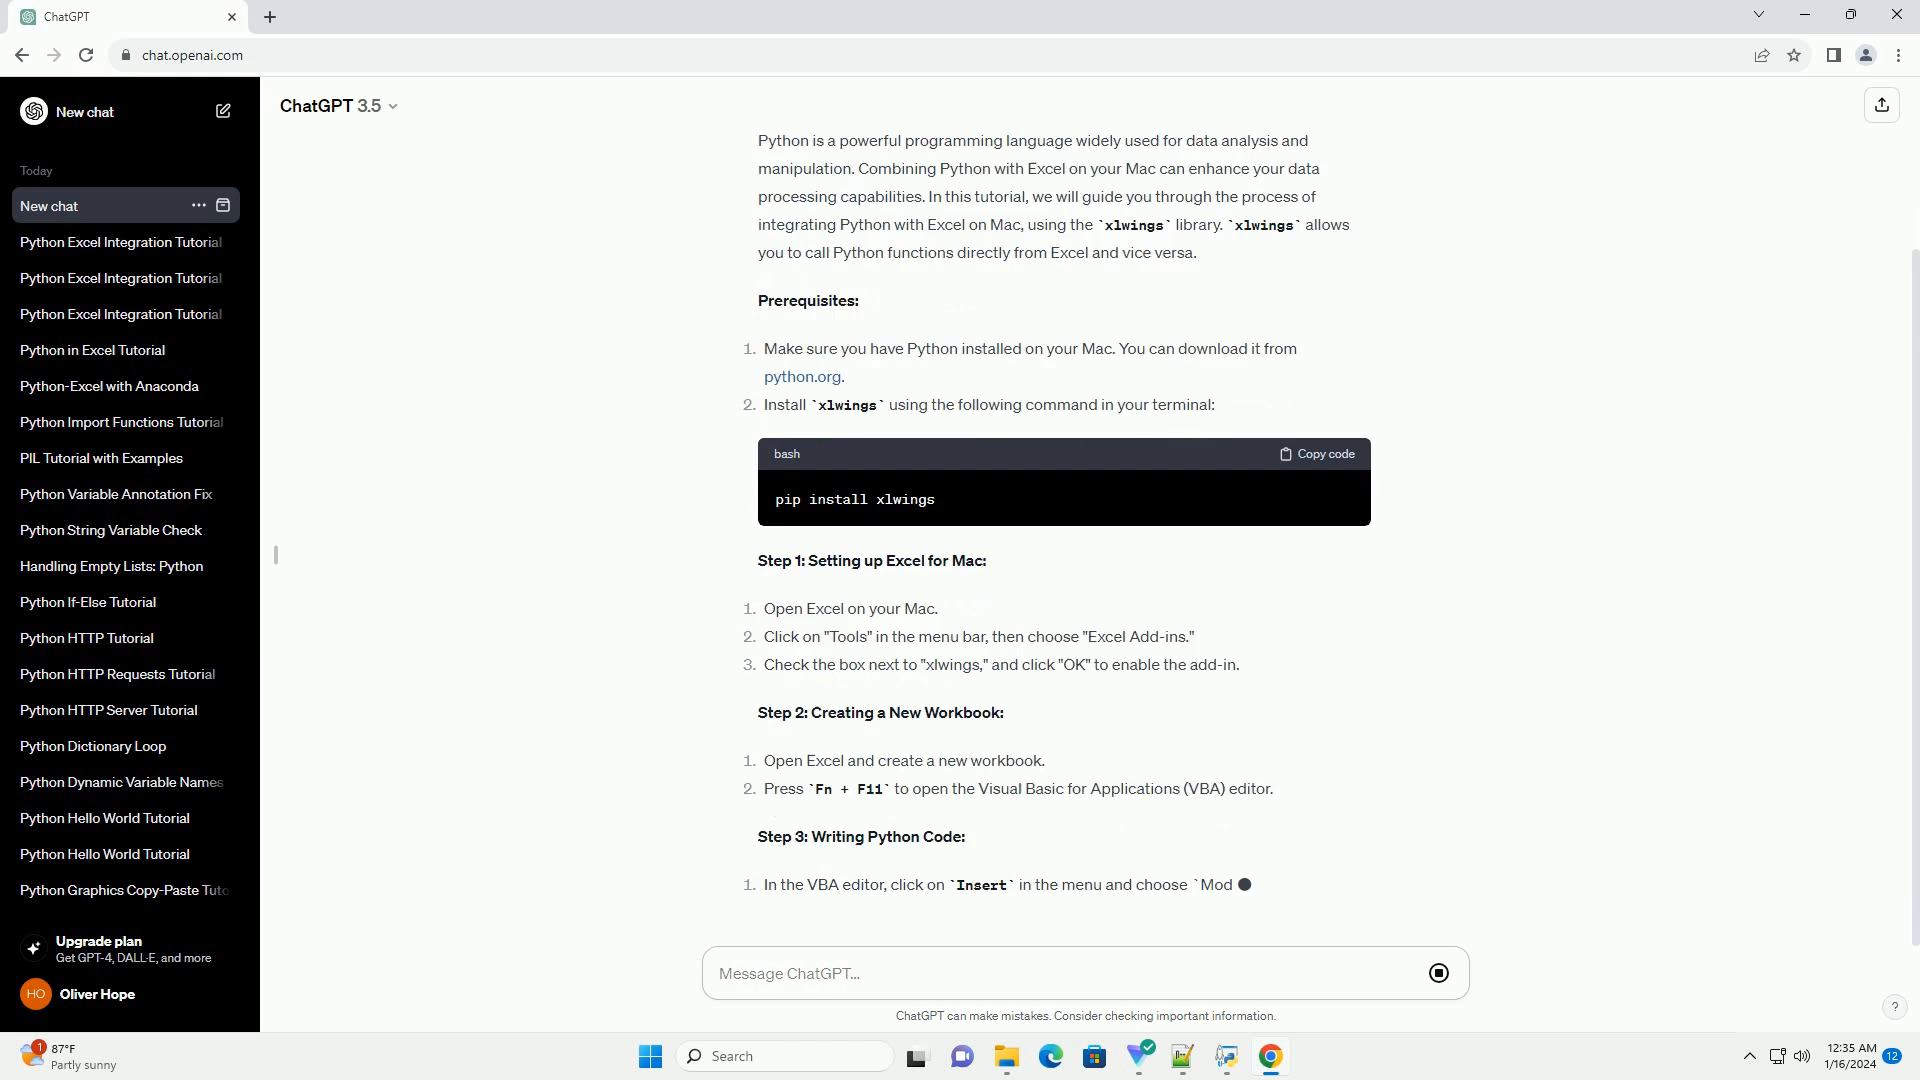 ChatGPT
chat.openai.com
New chat
ChatGPT 3.5
Today
New chat
Python Excel Integration Tutorial
Python Excel Integration Tutorial
Python Excel Integration Tutorial
Python in Excel Tutorial
Python-Excel with Anaconda
Python Import Functions Tutorial
PIL Tutorial with Examples
Python Variable Annotation Fix
Python String Variable Check
Handling Empty Lists: Python
Python If-Else Tutorial
Python HTTP Tutorial
Python HTTP Requests Tutorial
Python HTTP Server Tutorial
Python Dictionary Loop
Python Dynamic Variable Names
Python Hello World Tutorial
Python Hello World Tutorial
Python Graphics Copy-Paste Tuto
Upgrade plan
Get GPT-4, DALL·E, and more
HO
Oliver Hope
Python is a powerful programming language widely used for data analysis and
manipulation. Combining Python with Excel on your Mac can enhance your data
processing capabilities. In this tutorial, we will guide you through the process of
integrating Python with Excel on Mac, using the `xlwings` library. `xlwings` allows
you to call Python functions directly from Excel and vice versa.
Prerequisites:
1. Make sure you have Python installed on your Mac. You can download it from
python.org.
2. Install `xlwings` using the following command in your terminal:
bash
Copy code
pip install xlwings
Step 1: Setting up Excel for Mac:
1. Open Excel on your Mac.
2. Click on "Tools" in the menu bar, then choose "Excel Add-ins."
3. Check the box next to "xlwings," and click "OK" to enable the add-in.
Step 2: Creating a New Workbook:
1. Open Excel and create a new workbook.
2. Press `Fn + F11` to open the Visual Basic for Applications (VBA) editor.
Step 3: Writing Python Code:
1. In the VBA editor, click on `Insert` in the menu and choose `Mod
Message ChatGPT...
ChatGPT can make mistakes. Consider checking important information.
?
1
87°F
Partly sunny
Search
12:35 AM
1/16/2024
12